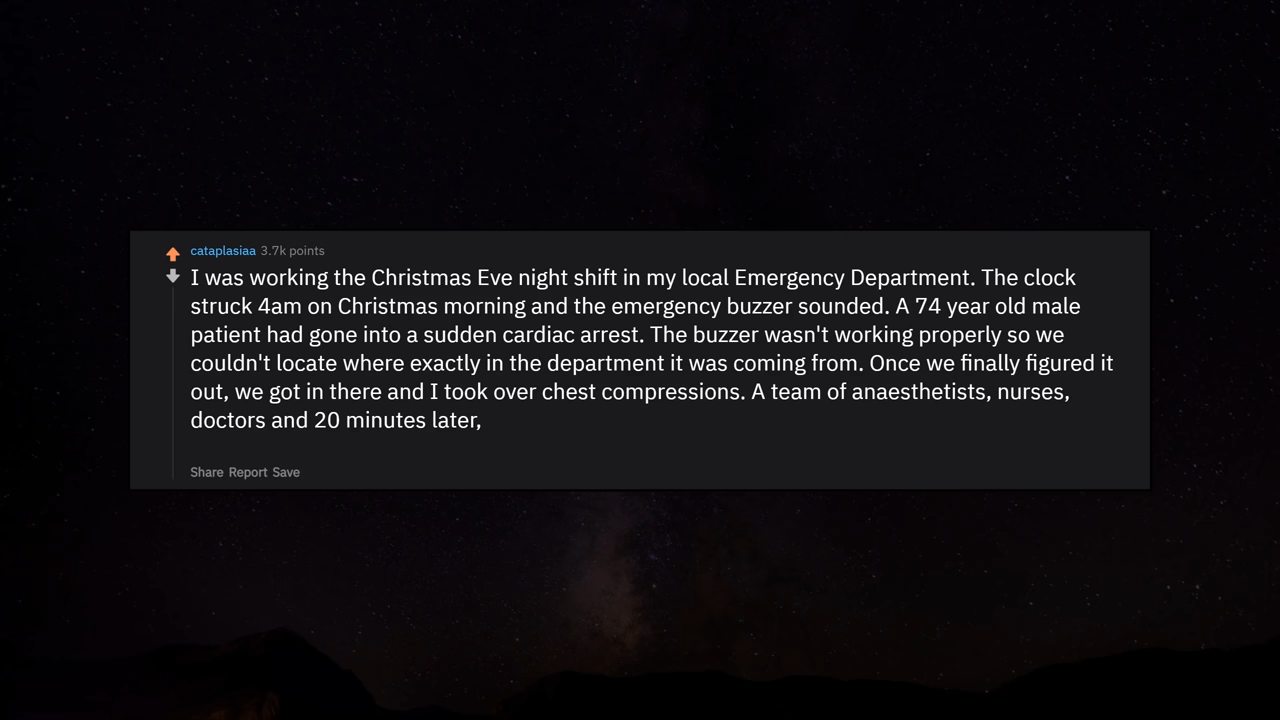 cataplasiaa 3.7k points
I was working the Christmas Eve night shift in my local Emergency Department. The clock
struck 4am on Christmas morning and the emergency buzzer sounded. A 74 year old male
patient had gone into a sudden cardiac arrest. The buzzer wasn't working properly so we
couldn't locate where exactly in the department it was coming from. Once we finally figured it
out, we got in there and I took over chest compressions. A team of anaesthetists, nurses,
doctors and 20 minutes later,
Share Report Save